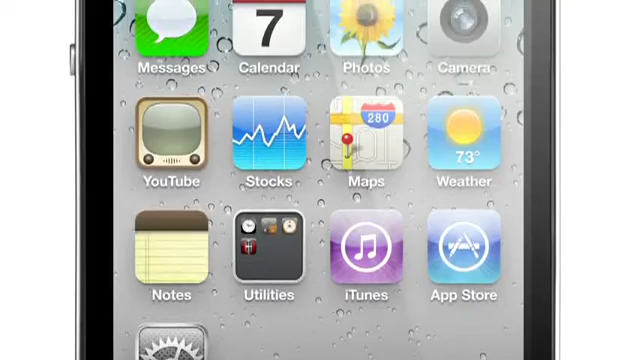 Messages Calendar Photos Camera
7
280
73°
YouTube Stocks Maps Weather
Notes Utilities iTunes App Store